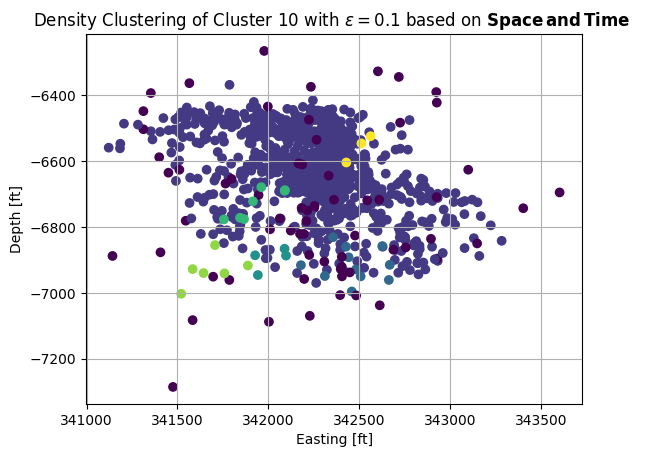 Density Clustering of Cluster 10 with ε = 0.1 based on Space and Time
−6400
−6600
−6800
−7000
−7200
Depth [ft]
341000 341500 342000 342500 343000 343500
Easting [ft]